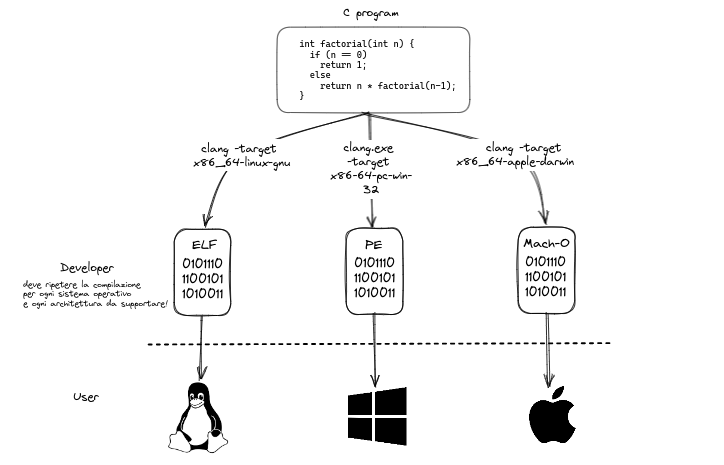 C program
int factorial(int n) {
if (n == 0)
return 1;
else
return n * factorial(n-1);
}
clang -target
x86_64-linux-gnu
clang.exe
-target
x86-64-pc-win-
32
clang -target
x86_64-apple-darwin
ELF
0101110
1100101
1010011
PE
0101110
1100101
1010011
Mach-O
0101110
1100101
1010011
Developer
deve ripetere la compilazione
per ogni sistema operativo
e ogni architettura da supportare!
User